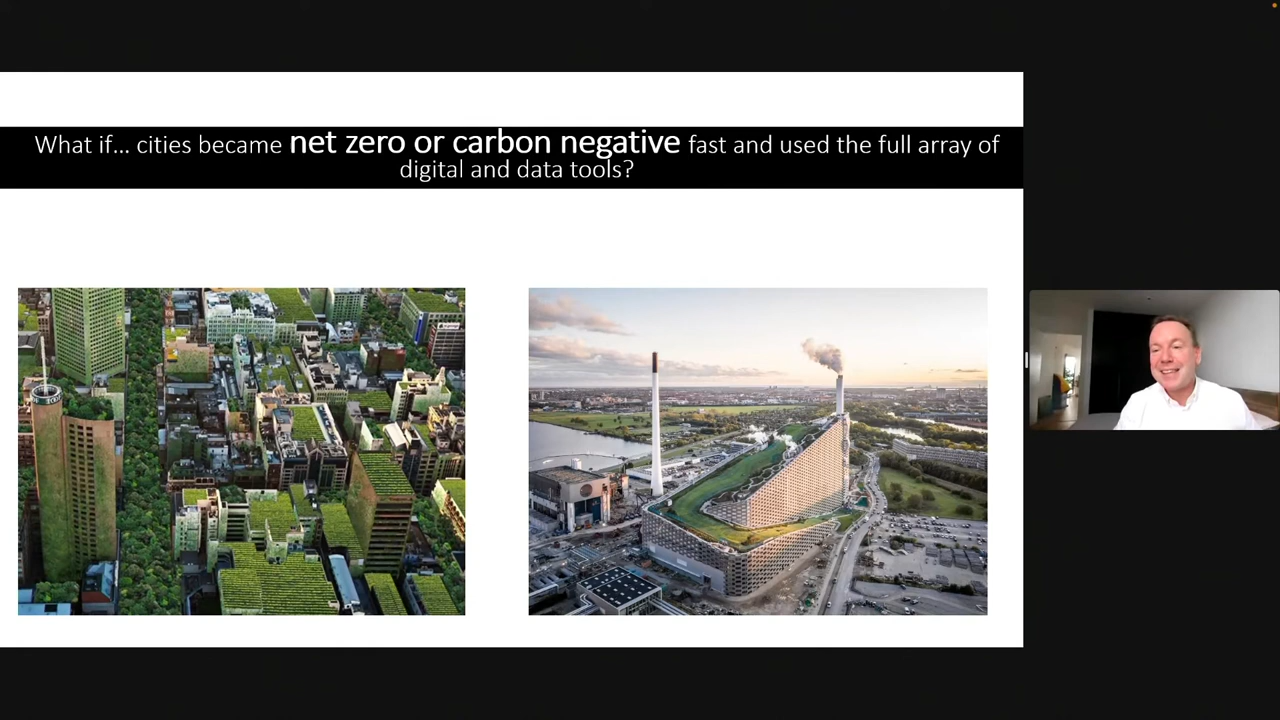 What if... cities became net zero or carbon negative fast and used the full array of
digital and data tools?